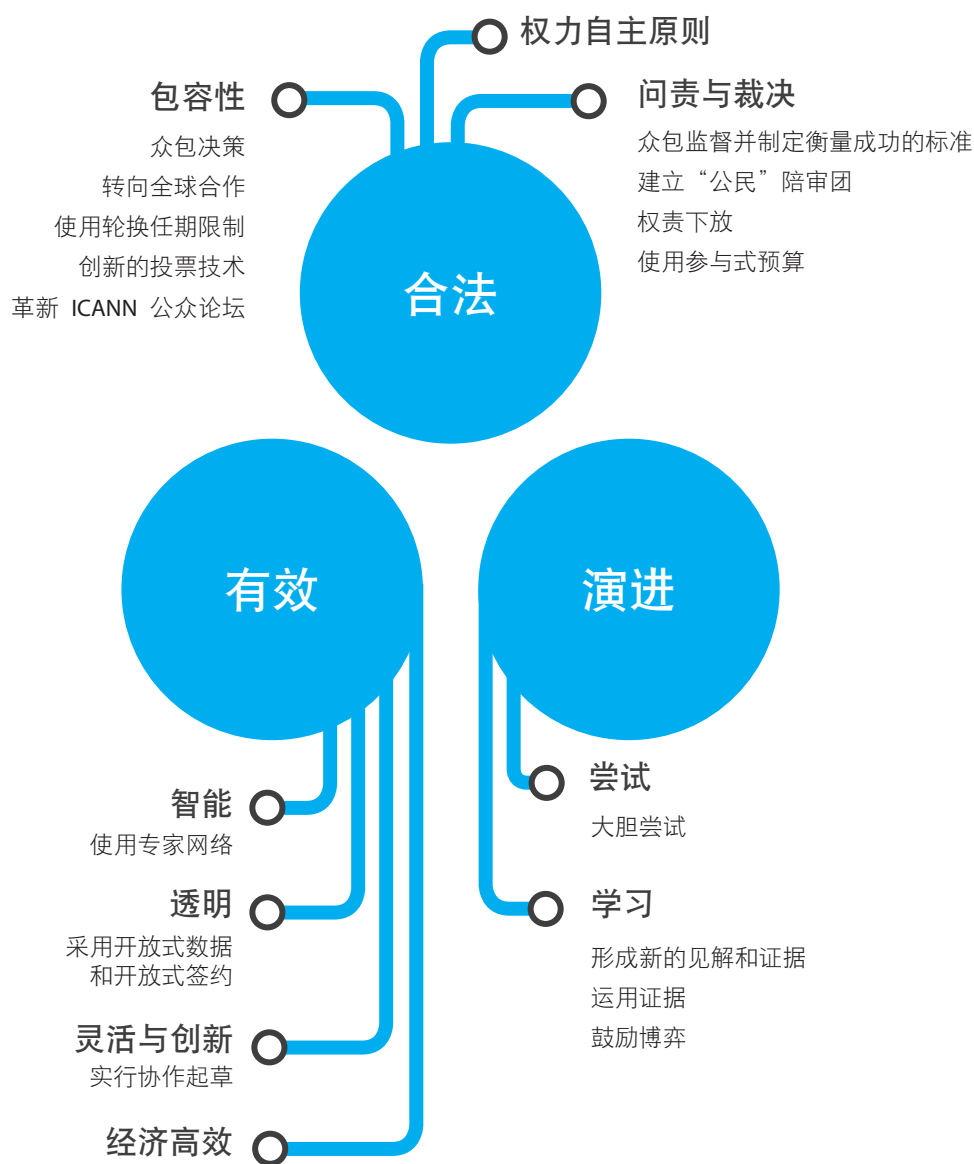 权力自主原则
包容性
众包决策
转向全球合作
使用轮换任期限制
创新的投票技术
革新 ICANN 公众论坛
问责与裁决
众包监督并制定衡量成功的标准
建立“公民”陪审团
权责下放
使用参与式预算
合法
有效
演进
智能
使用专家网络
透明
采用开放式数据
和开放式签约
灵活与创新
实行协作起草
经济高效
尝试
大胆尝试
学习
形成新的见解和证据
运用证据
鼓励博弈